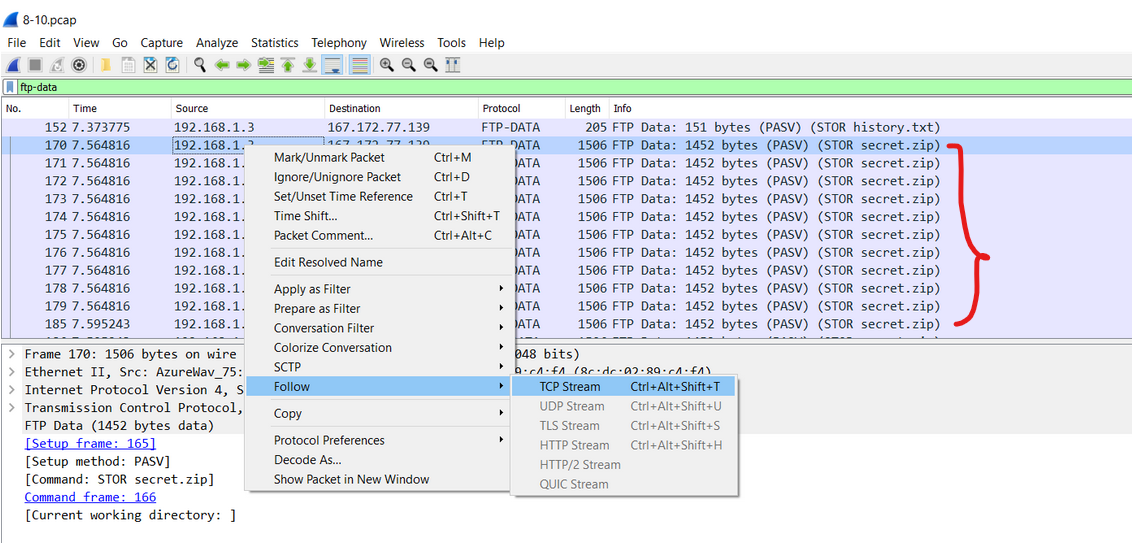 8-10.pcap
File Edit View Go Capture Analyze Statistics Telephony Wireless Tools Help
ftp-data
No. Time Source Destination Protocol Length Info
152 7.373775 192.168.1.3 167.172.77.139 FTP-DATA 205 FTP Data: 151 bytes (PASV) (STOR history.txt)
170 7.564816 192.168.1.3 167.172.77.139 FTP-DATA 1506 FTP Data: 1452 bytes (PASV) (STOR secret.zip)
171 7.564816 192.168.1. DATA 1506 FTP Data: 1452 bytes (PASV) (STOR secret.zip)
172 7.564816 192.168.1. DATA 1506 FTP Data: 1452 bytes (PASV) (STOR secret.zip)
173 7.564816 192.168.1. DATA 1506 FTP Data: 1452 bytes (PASV) (STOR secret.zip)
174 7.564816 192.168.1. DATA 1506 FTP Data: 1452 bytes (PASV) (STOR secret.zip)
175 7.564816 192.168.1. DATA 1506 FTP Data: 1452 bytes (PASV) (STOR secret.zip)
176 7.564816 192.168.1. DATA 1506 FTP Data: 1452 bytes (PASV) (STOR secret.zip)
177 7.564816 192.168.1. DATA 1506 FTP Data: 1452 bytes (PASV) (STOR secret.zip)
178 7.564816 192.168.1. DATA 1506 FTP Data: 1452 bytes (PASV) (STOR secret.zip)
179 7.564816 192.168.1. DATA 1506 FTP Data: 1452 bytes (PASV) (STOR secret.zip)
185 7.595243 192.168.1. DATA 1506 FTP Data: 1452 bytes (PASV) (STOR secret.zip)
Mark/Unmark Packet Ctrl+M
Ignore/Unignore Packet Ctrl+D
Set/Unset Time Reference Ctrl+T
Time Shift... Ctrl+Shift+T
Packet Comment... Ctrl+Alt+C
Edit Resolved Name
Apply as Filter
Prepare as Filter
Conversation Filter
Colorize Conversation
SCTP
Follow
Copy
Protocol Preferences
Decode As...
Show Packet in New Window
TCP Stream Ctrl+Alt+Shift+T
UDP Stream Ctrl+Alt+Shift+U
TLS Stream Ctrl+Alt+Shift+S
HTTP Stream Ctrl+Alt+Shift+H
HTTP/2 Stream
QUIC Stream
Frame 170: 1506 bytes on wire 048 bits)
Ethernet II, Src: AzureWav_75: 9:c4:f4 (8c:dc:02:89:c4:f4)
Internet Protocol Version 4, S
Transmission Control Protocol,
FTP Data (1452 bytes data)
[Setup frame: 165]
[Setup method: PASV]
[Command: STOR secret.zip]
Command frame: 166
[Current working directory: ]